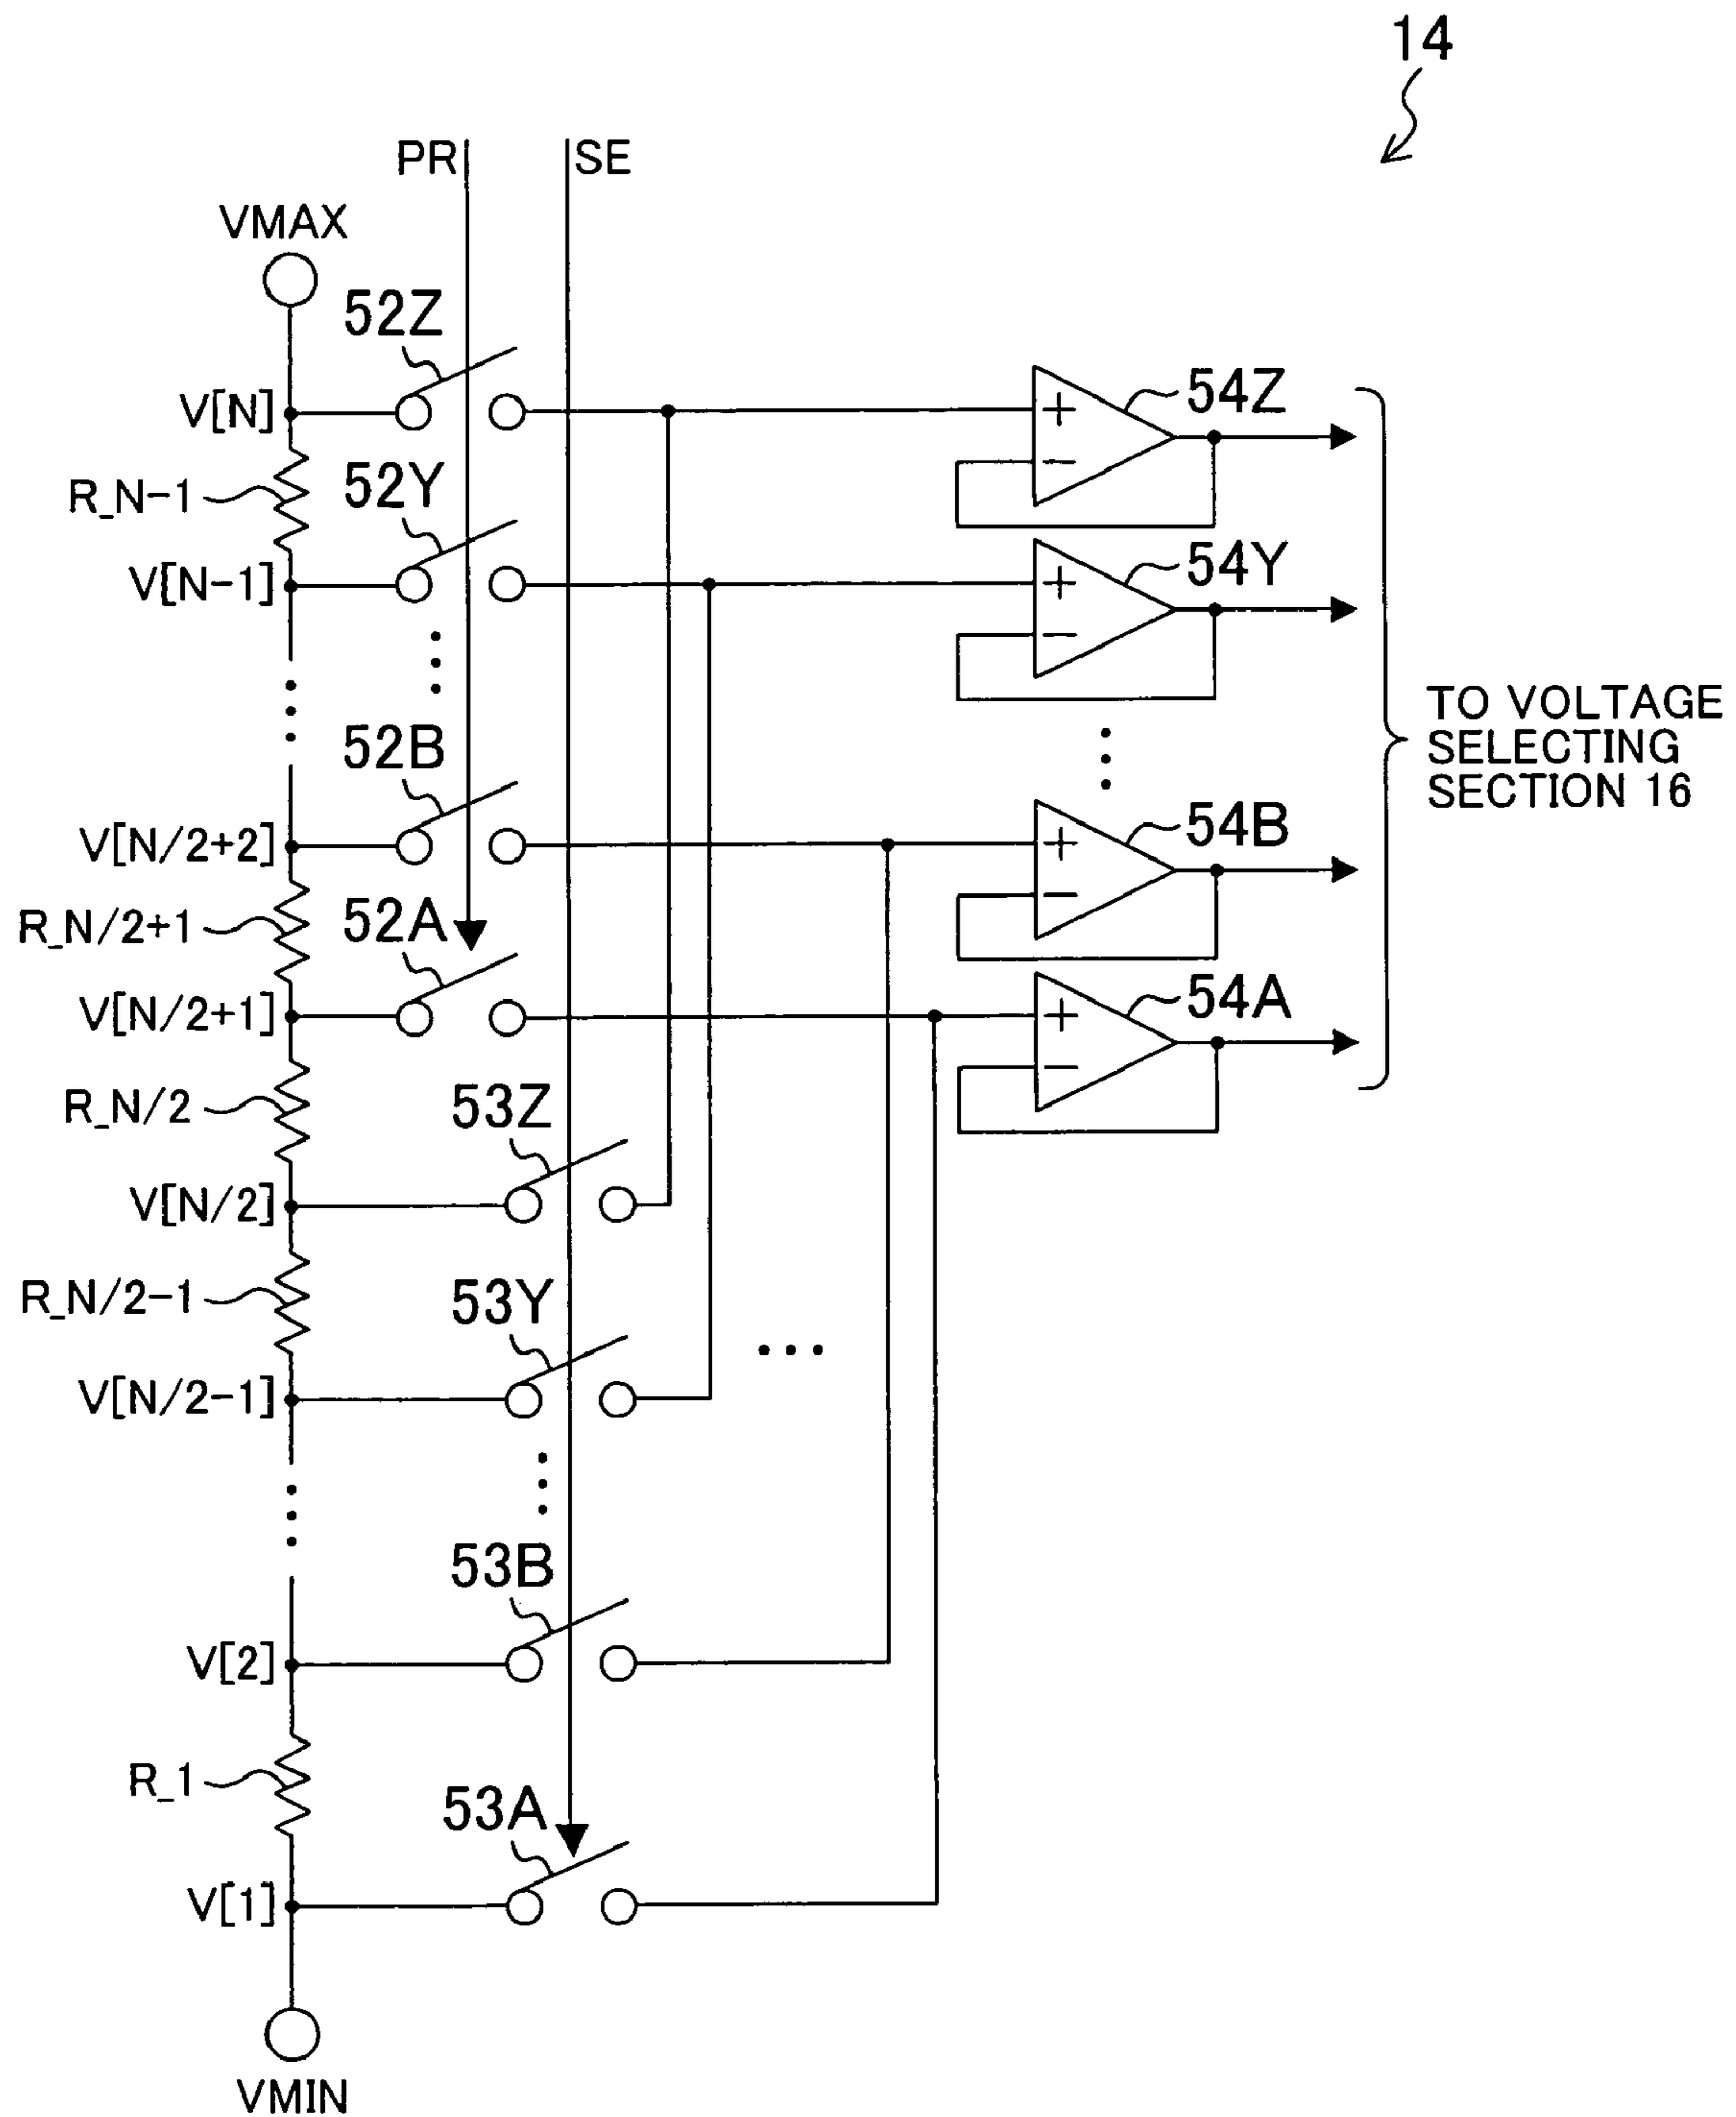 14
PR
SE
VMAX
52Z
V[N]
54Z
R_N-1
52Y
V[N-1]
54Y
TO VOLTAGE
SELECTING
SECTION 16
52B
V[N/2+2]
54B
R_N/2+1
52A
V[N/2+1]
54A
R_N/2
53Z
V[N/2]
R_N/2-1
53Y
V[N/2-1]
53B
V[2]
R_1
53A
V[1]
VMIN